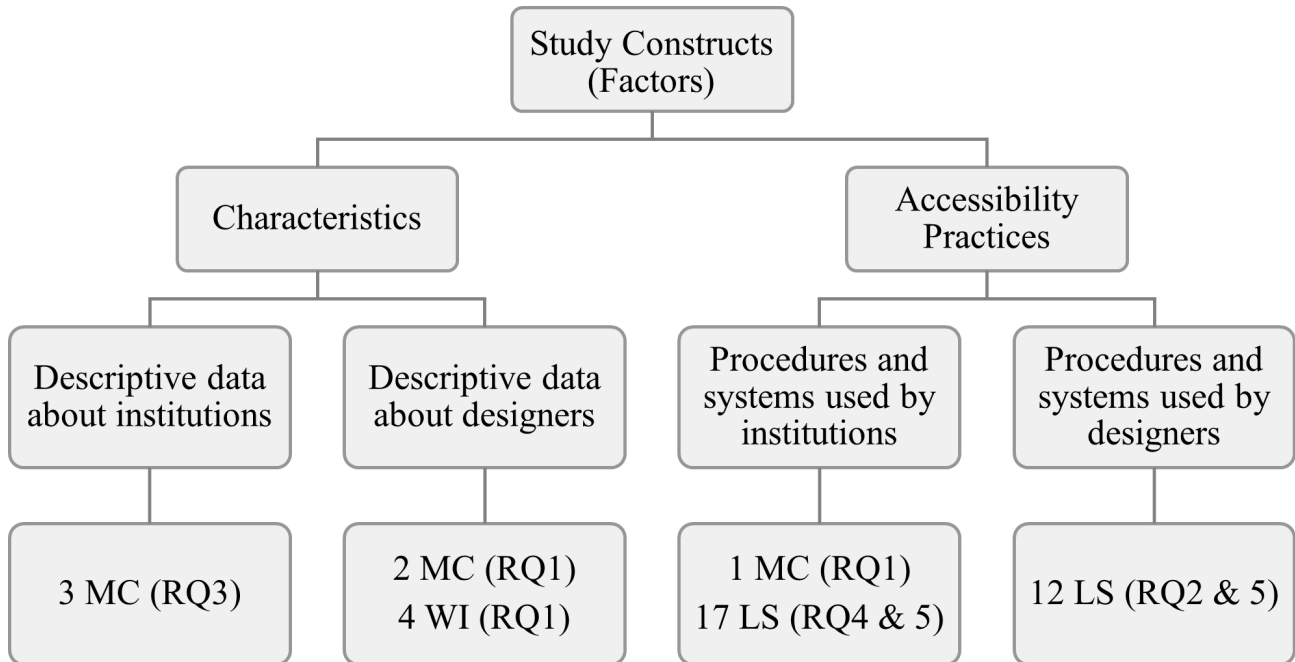 Study Constructs
(Factors)
Characteristics
Accessibility
Practices
Descriptive data
about institutions
Descriptive data
about designers
Procedures and
systems used by
institutions
Procedures and
systems used by
designers
3 MC (RQ3)
2 MC (RQ1)
4 WI (RQ1)
1 MC (RQ1)
17 LS (RQ4 & 5)
12 LS (RQ2 & 5)